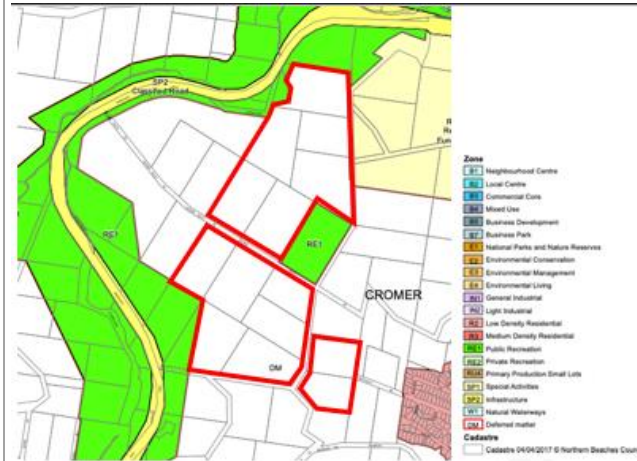 SP2
Classified Road
RE1
RE1
CROMER
DM
Zone
B1 Neighbourhood Centre
B2 Local Centre
B3 Commercial Core
B4 Mixed Use
B5 Business Development
B7 Business Park
E1 National Parks and Nature Reserves
E2 Environmental Conservation
E3 Environmental Management
E4 Environmental Living
IN1 General Industrial
IN2 Light Industrial
R2 Low Density Residential
R3 Medium Density Residential
RE1 Public Recreation
RE2 Private Recreation
RU4 Primary Production Small Lots
SP1 Special Activities
SP2 Infrastructure
W1 Natural Waterways
DM Deferred matter
Cadastre
Cadastre 04/04/2017 © Northern Beaches Coun